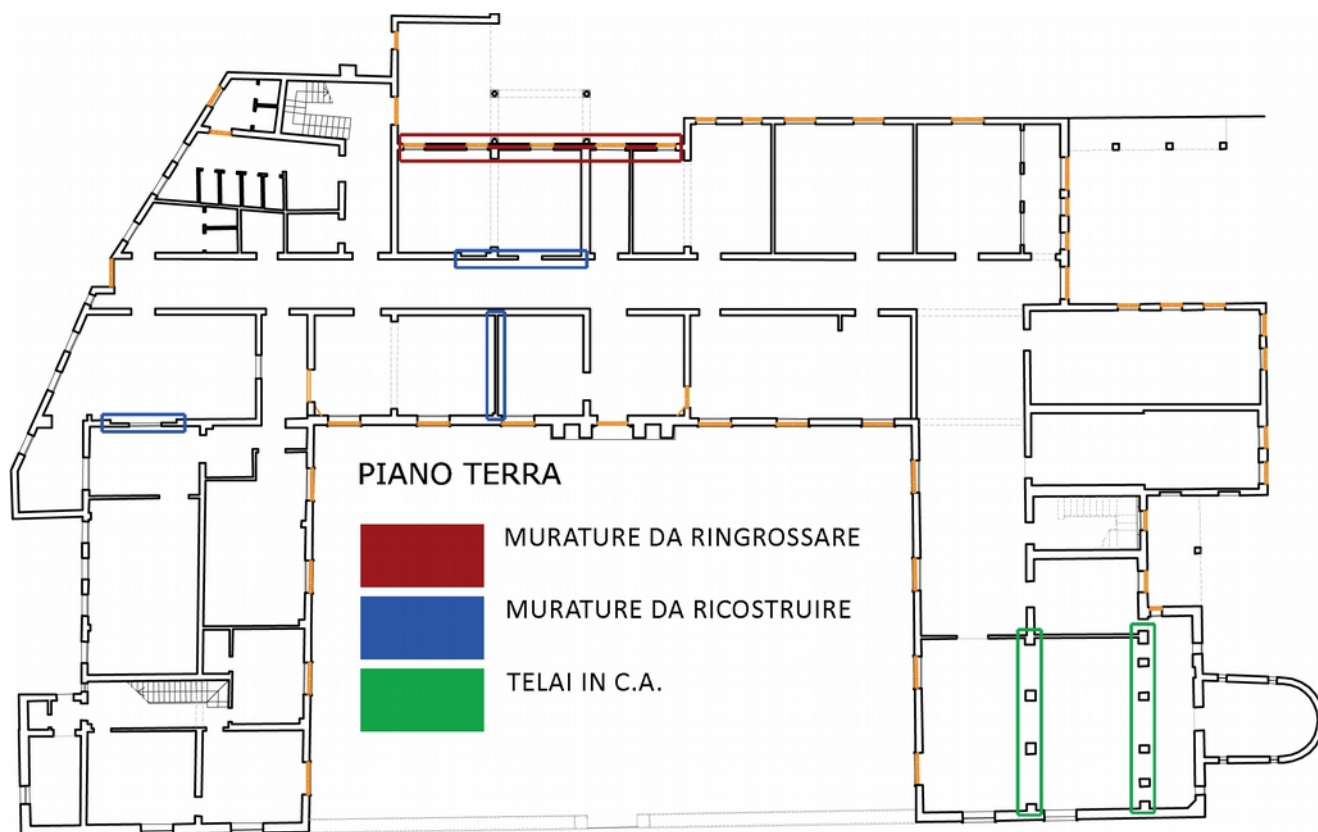 PIANO TERRA
MURATURE DA RINGROSSARE
MURATURE DA RICOSTRUIRE
TELAI IN C.A.